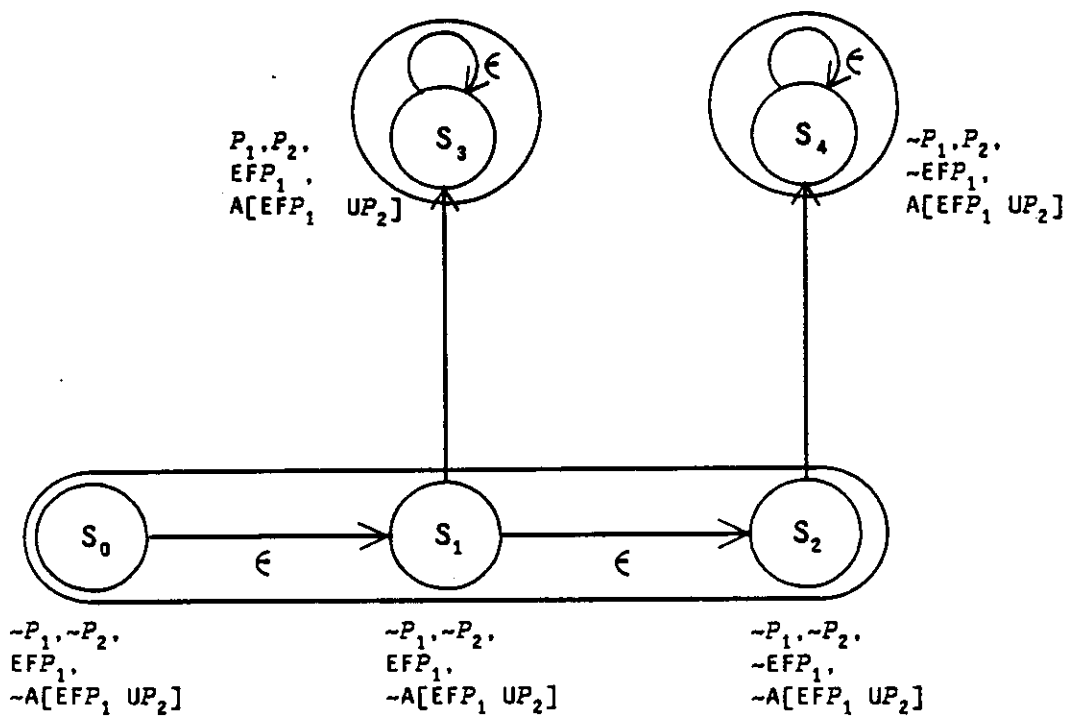 ϵ
S₃
P₁,P₂,
EFP₁ ,
A[EFP₁ UP₂]
ϵ
S₄
~P₁,P₂,
~EFP₁,
A[EFP₁ UP₂]
S₀
ϵ
S₁
ϵ
S₂
~P₁,~P₂,
EFP₁,
~A[EFP₁ UP₂]
~P₁,~P₂,
EFP₁,
~A[EFP₁ UP₂]
~P₁,~P₂,
~EFP₁,
~A[EFP₁ UP₂]